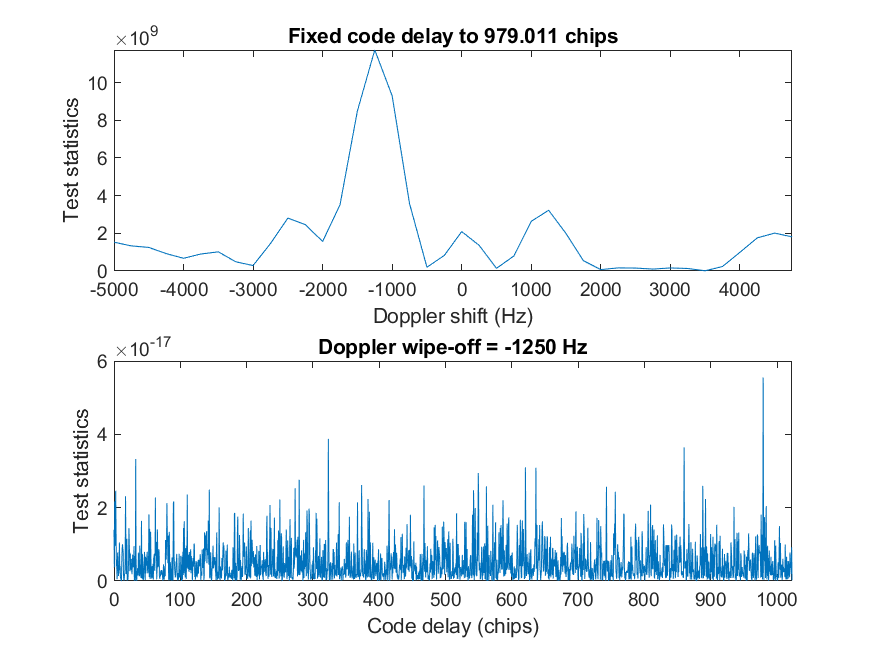 Fixed code delay to 979.011 chips
×10^9
10
8
6
4
2
0
Test statistics
-5000 -4000 -3000 -2000 -1000 0 1000 2000 3000 4000
Doppler shift (Hz)
Doppler wipe-off = -1250 Hz
×10^-17
6
4
2
0
Test statistics
0 100 200 300 400 500 600 700 800 900 1000
Code delay (chips)